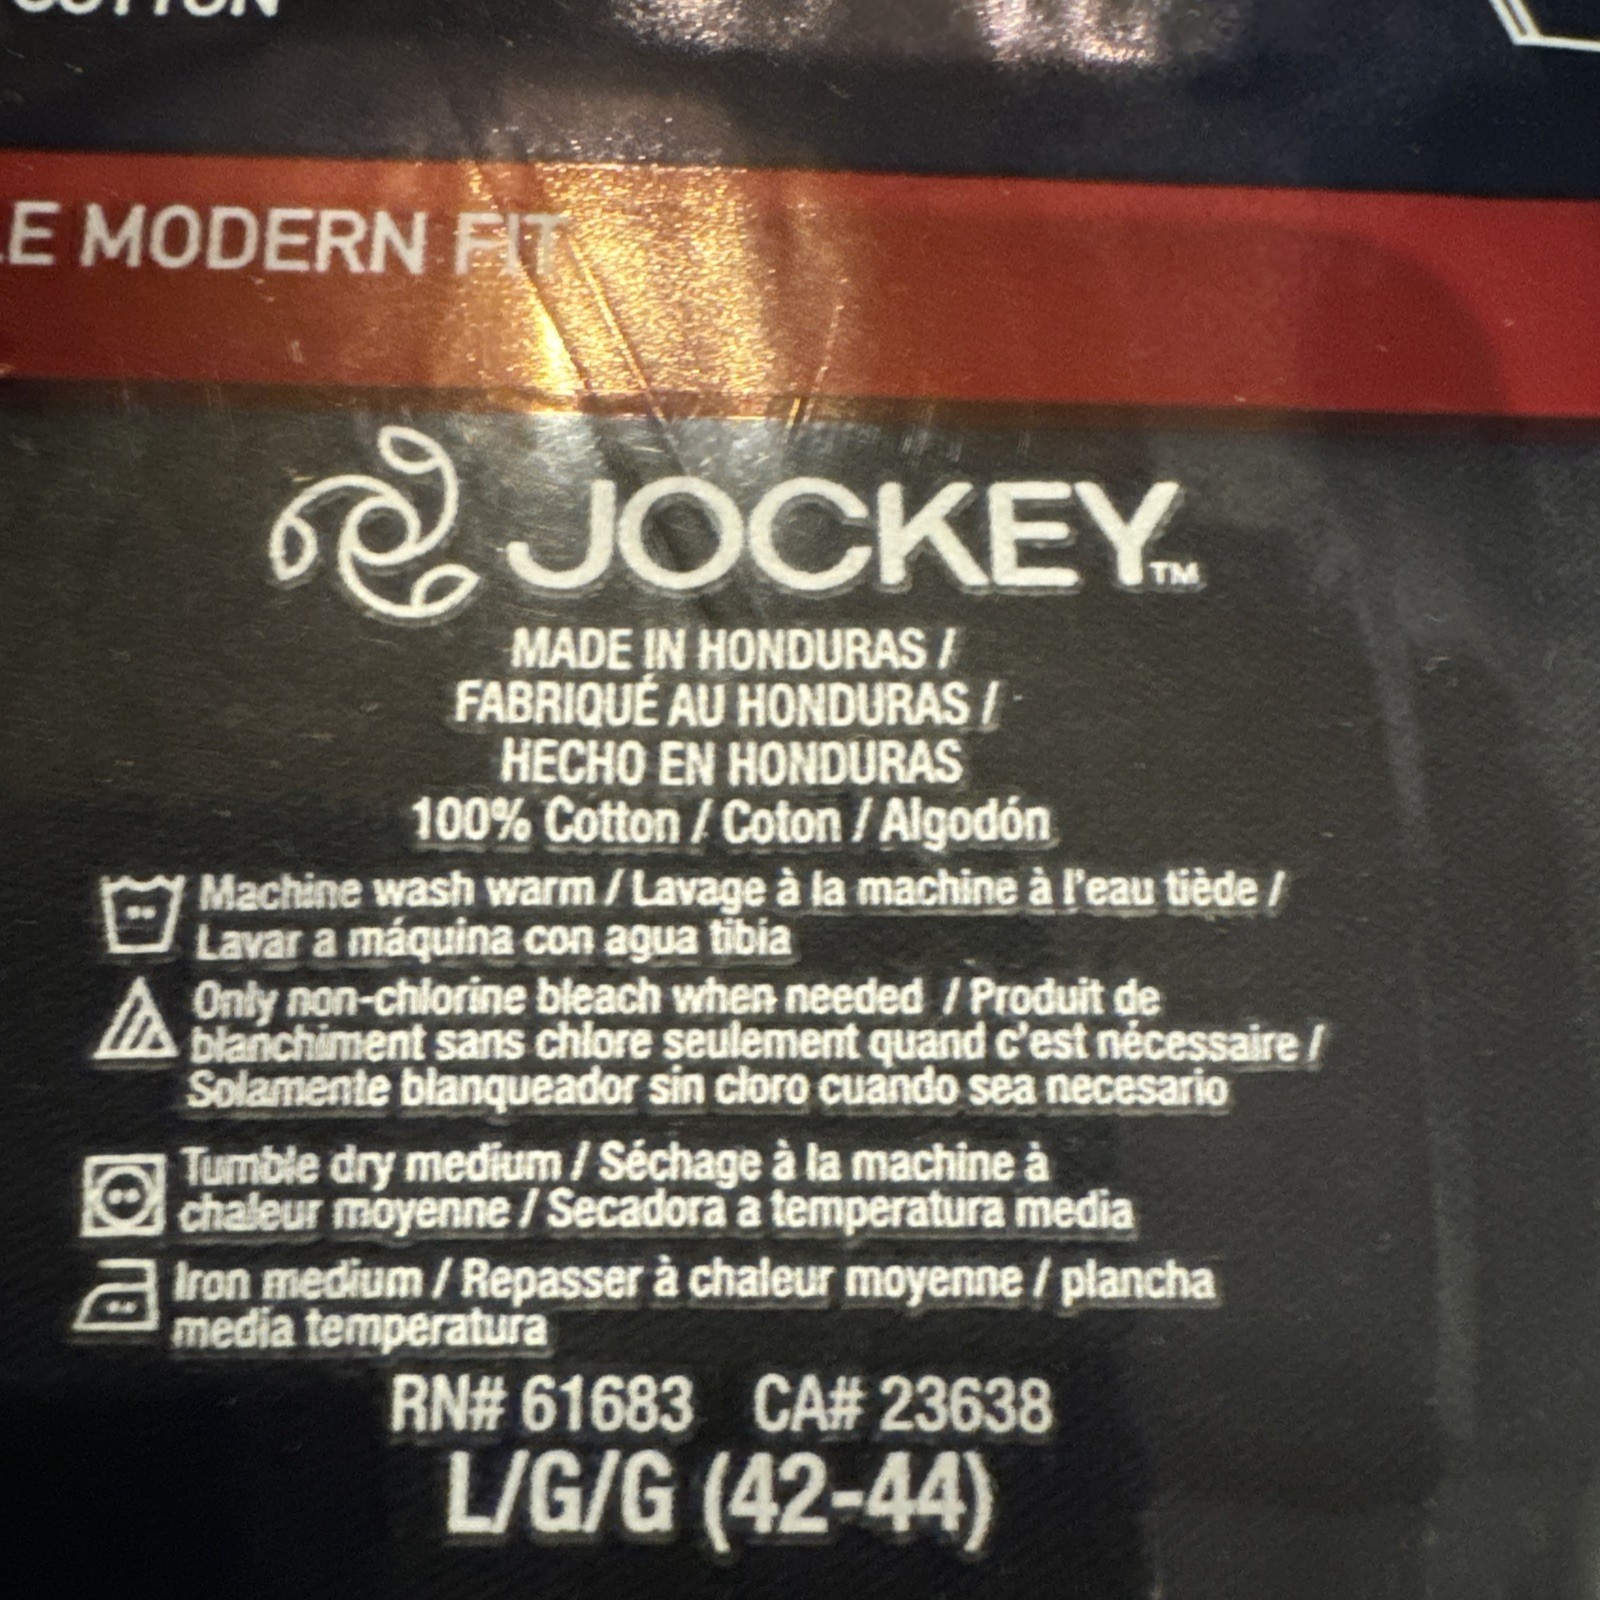 COTTON
LE MODERN FIT
JOCKEY™
MADE IN HONDURAS /
FABRIQUÉ AU HONDURAS /
HECHO EN HONDURAS
100% Cotton / Coton / Algodón
Machine wash warm / Lavage à la machine à l'eau tiède /
Lavar a máquina con agua tibia
Only non-chlorine bleach when needed / Produit de
blanchiment sans chlore seulement quand c'est nécessaire /
Solamente blanqueador sin cloro cuando sea necesario
Tumble dry medium / Séchage à la machine à
chaleur moyenne / Secadora a temperatura media
Iron medium / Repasser à chaleur moyenne / plancha
media temperatura
RN# 61683 CA# 23638
L/G/G (42-44)